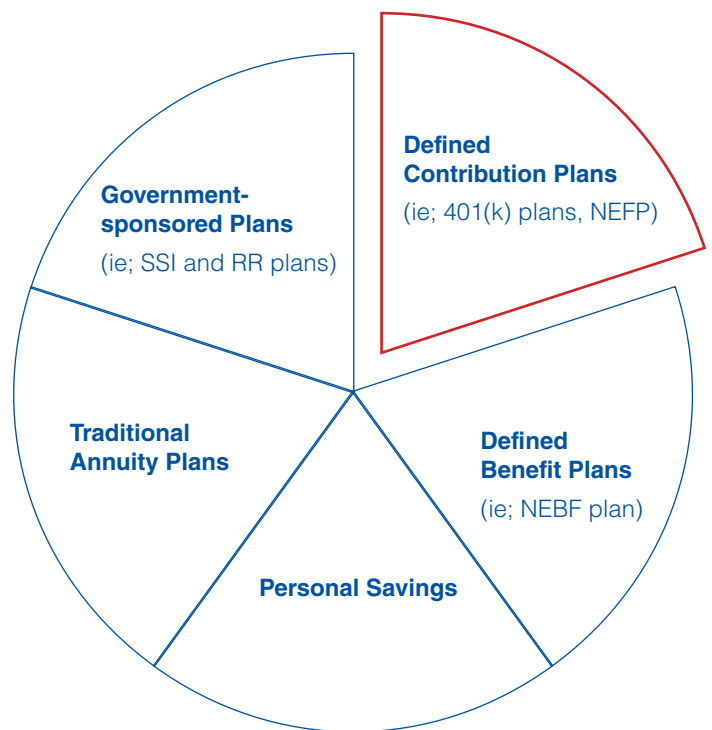 Defined
Contribution Plans
(ie; 401(k) plans, NEFP)
Government-
sponsored Plans
(ie; SSI and RR plans)
Traditional
Annuity Plans
Defined
Benefit Plans
(ie; NEBF plan)
Personal Savings